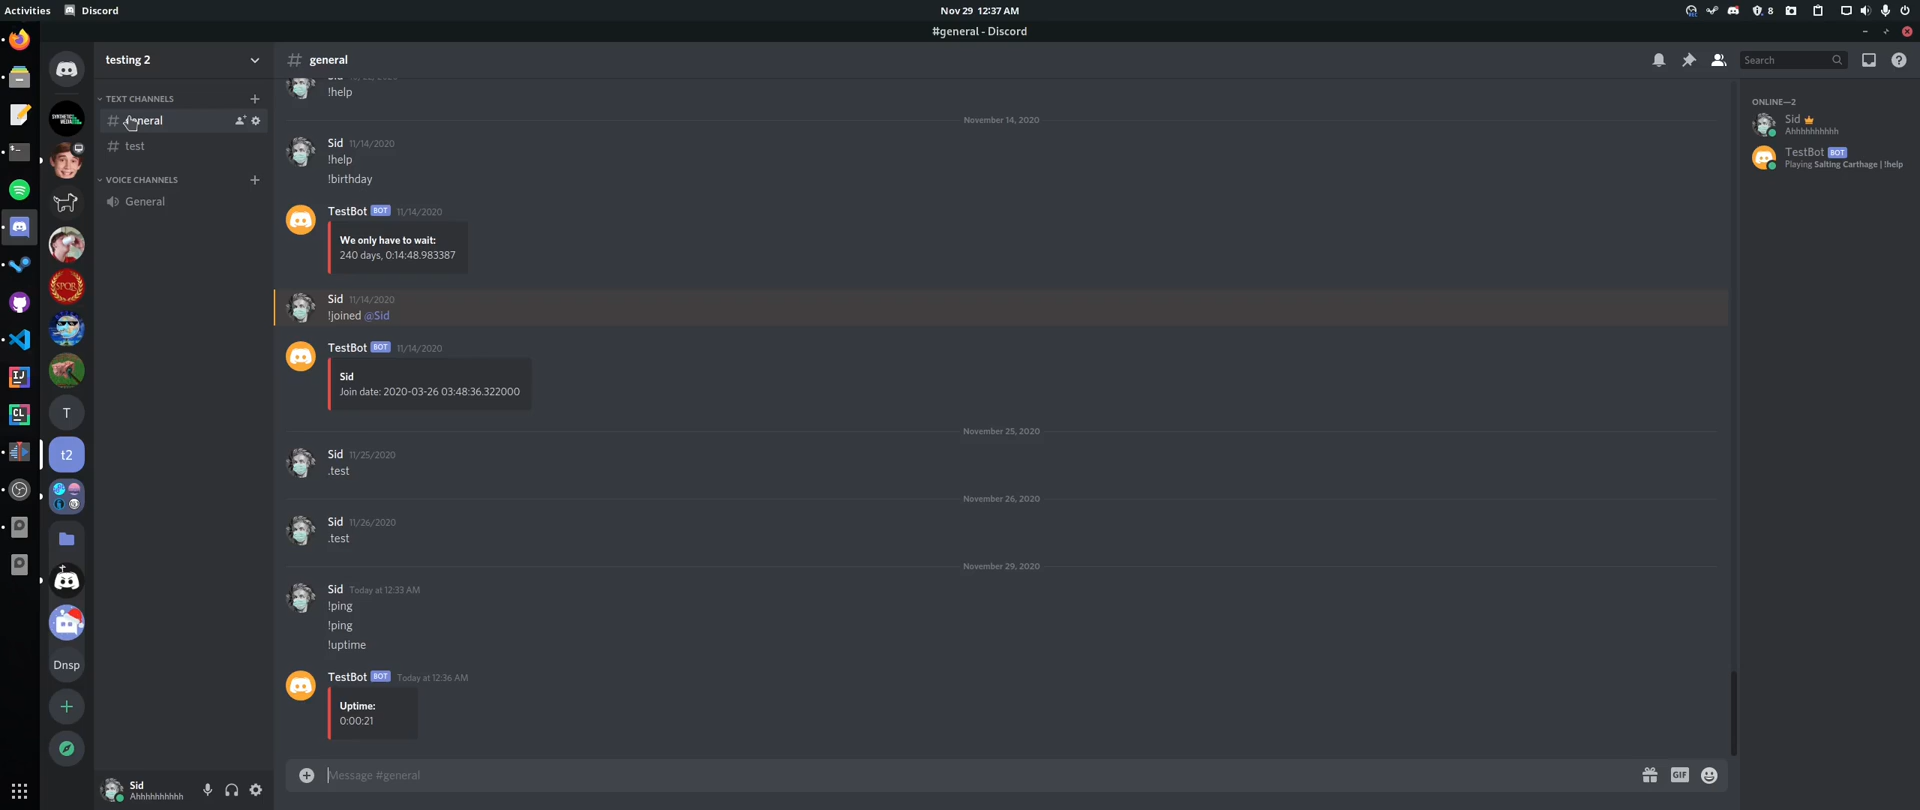 Activities
Discord
Nov 29 12:37 AM
8
#general - Discord
testing 2
general
Search
TEXT CHANNELS
general
test
VOICE CHANNELS
General
!help
November 14, 2020
Sid 11/14/2020
!help
!birthday
TestBot BOT 11/14/2020
We only have to wait:
240 days, 0:14:48.983387
Sid 11/14/2020
!joined @Sid
TestBot BOT 11/14/2020
Sid
Join date: 2020-03-26 03:48:36.322000
November 25, 2020
Sid 11/25/2020
.test
November 26, 2020
Sid 11/26/2020
.test
November 29, 2020
Sid Today at 12:33 AM
!ping
!ping
!uptime
TestBot BOT Today at 12:36 AM
Uptime:
0:00:21
Message #general
GIF
ONLINE—2
Sid
Ahhhhhhhhhh
TestBot BOT
Playing Salting Carthage | !help
SPQR
T
t2
Dnsp
IJ
CL
Sid
Ahhhhhhhhhh